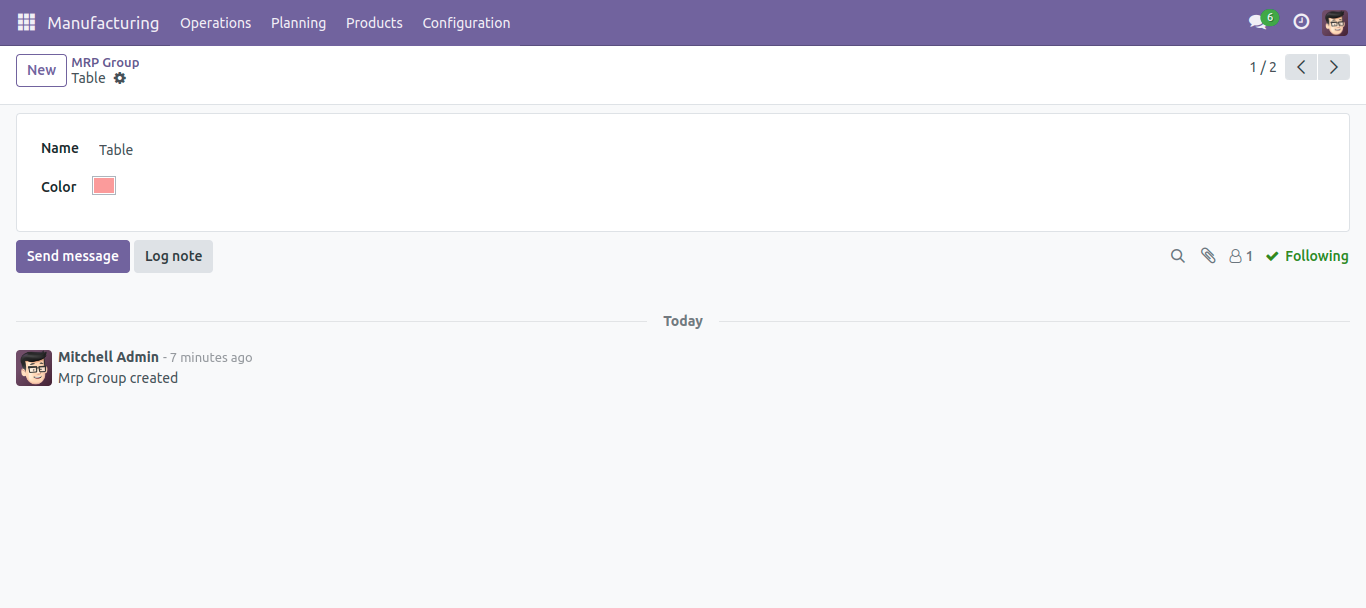 Manufacturing Operations Planning Products Configuration 6
New MRP Group 1 / 2
Table
Name Table
Color
Send message Log note 1 Following
Today
Mitchell Admin - 7 minutes ago
Mrp Group created